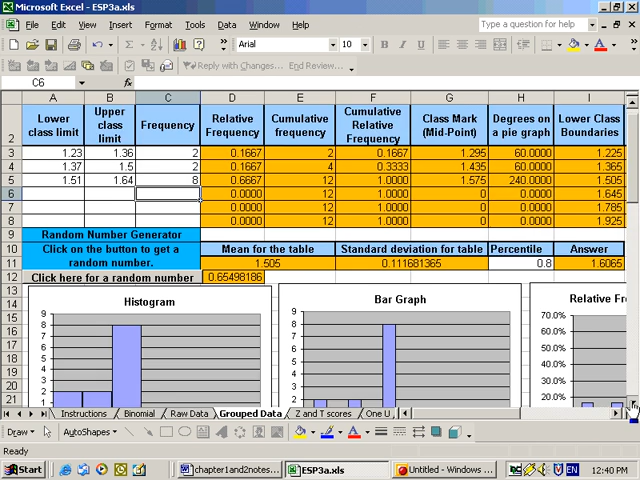 Microsoft Excel - ESP3a.xls
File Edit View Insert Format Tools Data Window Help Type a question for help
Arial 10 B I U
Reply with Changes... End Review...
C6 fx
A B C D E F G H I
2 Lower class limit Upper class limit Frequency Relative Frequency Cumulative frequency Cumulative Relative Frequency Class Mark (Mid-Point) Degrees on a pie graph Lower Class Boundaries
3 1.23 1.36 2 0.1667 2 0.1667 1.295 60.0000 1.225
4 1.37 1.5 2 0.1667 4 0.3333 1.435 60.0000 1.365
5 1.51 1.64 8 0.6667 12 1.0000 1.575 240.0000 1.505
6 0.0000 12 1.0000 0 0.0000 1.645
7 0.0000 12 1.0000 0 0.0000 1.785
8 0.0000 12 1.0000 0 0.0000 1.925
9 Random Number Generator
10 Click on the button to get a Mean for the table Standard deviation for table Percentile Answer
11 random number. 1.505 0.111681365 0.8 1.6065
12 Click here for a random number 0.65498186
13
14 Histogram Bar Graph Relative Fr
15
16
17
18
19
20
21
9
8
7
6
5
4
3
2
1
9
8
7
6
5
4
3
2
70.0%
60.0%
50.0%
40.0%
30.0%
20.0%
Instructions Binomial Raw Data Grouped Data Z and T scores One U
Draw AutoShapes
Ready
Start chapter1and2notes... ESP3a.xls Untitled - Windows ... EN 12:40 PM